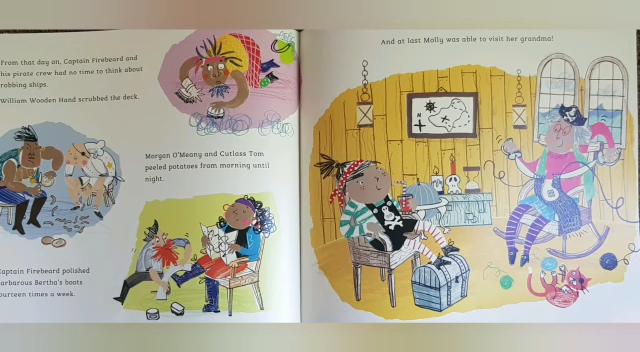 From that day on, Captain Firebeard and
his pirate crew had no time to think about
robbing ships.
William Wooden Hand scrubbed the deck.
Morgan O'Meany and Cutlass Tom
peeled potatoes from morning until
night.
Captain Firebeard polished
Barbarous Bertha's boots
fourteen times a week.
And at last Molly was able to visit her grandma!
N